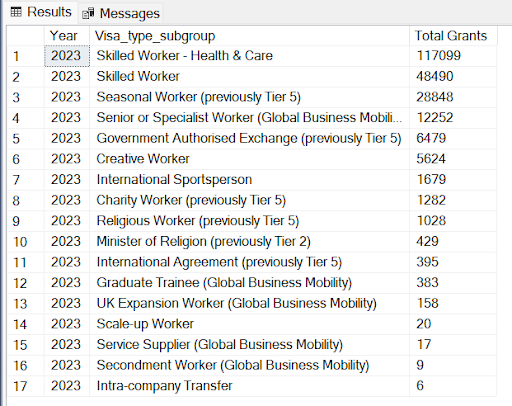 Results Messages
Year Visa_type_subgroup Total Grants
1 2023 Skilled Worker - Health & Care 117099
2 2023 Skilled Worker 48490
3 2023 Seasonal Worker (previously Tier 5) 28848
4 2023 Senior or Specialist Worker (Global Business Mobili... 12252
5 2023 Government Authorised Exchange (previously Tier 5) 6479
6 2023 Creative Worker 5624
7 2023 International Sportsperson 1679
8 2023 Charity Worker (previously Tier 5) 1282
9 2023 Religious Worker (previously Tier 5) 1028
10 2023 Minister of Religion (previously Tier 2) 429
11 2023 International Agreement (previously Tier 5) 395
12 2023 Graduate Trainee (Global Business Mobility) 383
13 2023 UK Expansion Worker (Global Business Mobility) 158
14 2023 Scale-up Worker 20
15 2023 Service Supplier (Global Business Mobility) 17
16 2023 Secondment Worker (Global Business Mobility) 9
17 2023 Intra-company Transfer 6